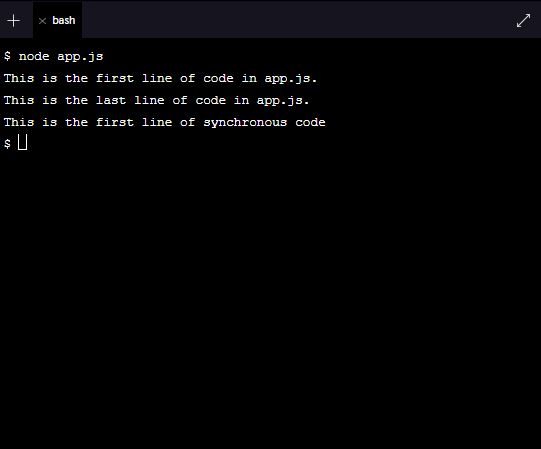 bash
$ node app.js
This is the first line of code in app.js.
This is the last line of code in app.js.
This is the first line of synchronous code
$